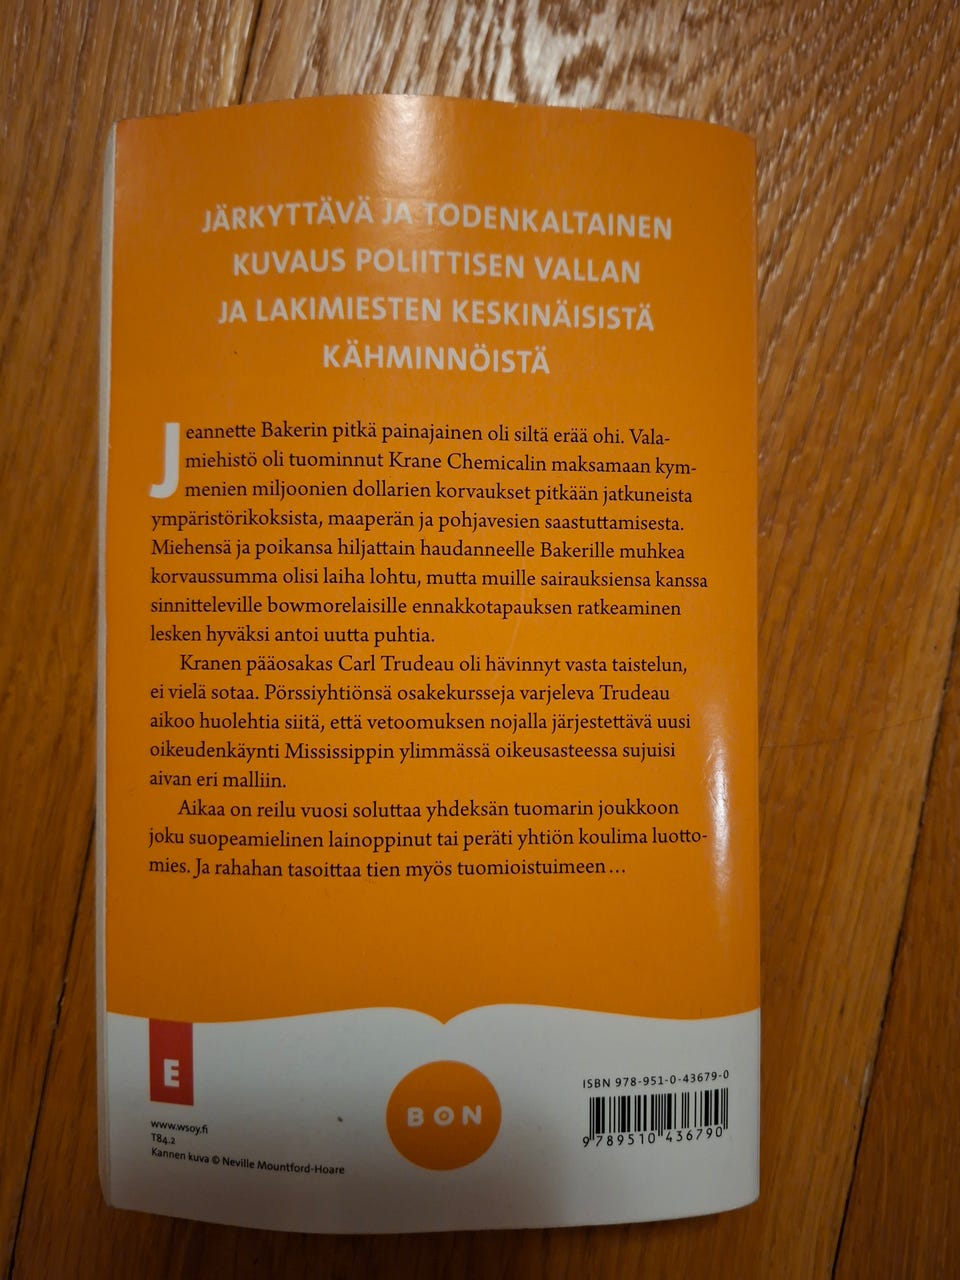 JÄRKYTTÄVÄ JA TODENKALTAINEN
KUVAUS POLIITTISEN VALLAN
JA LAKIMIESTEN KESKINÄISISTÄ
KÄHMINNÖISTÄ
Jeannette Bakerin pitkä painajainen oli siltä erää ohi. Vala-
miehistö oli tuominnut Krane Chemicalin maksamaan kym-
menien miljoonien dollarien korvaukset pitkään jatkuneista
ympäristörikoksista, maaperän ja pohjavesien saastuttamisesta.
Miehensä ja poikansa hiljattain haudanneelle Bakerille muhkea
korvaussumma olisi laiha lohtu, mutta muille sairauksiensa kanssa
sinnitteleville bowmorelaisille ennakkotapauksen ratkeaminen
lesken hyväksi antoi uutta puhtia.
Kranen pääosakas Carl Trudeau oli hävinnyt vasta taistelun,
ei vielä sotaa. Pörssiyhtiönsä osakekursseja varjeleva Trudeau
aikoo huolehtia siitä, että vetoomuksen nojalla järjestettävä uusi
oikeudenkäynti Mississippin ylimmässä oikeusasteessa sujuisi
aivan eri malliin.
Aikaa on reilu vuosi soluttaa yhdeksän tuomarin joukkoon
joku suopeamielinen lainoppinut tai peräti yhtiön koulima luotto-
mies. Ja rahahan tasoittaa tien myös tuomioistuimeen...
E
www.wsoy.fi
T84.2
Kannen kuva © Neville Mountford-Hoare
BON
ISBN 978-951-0-43679-0
9 789510 436790